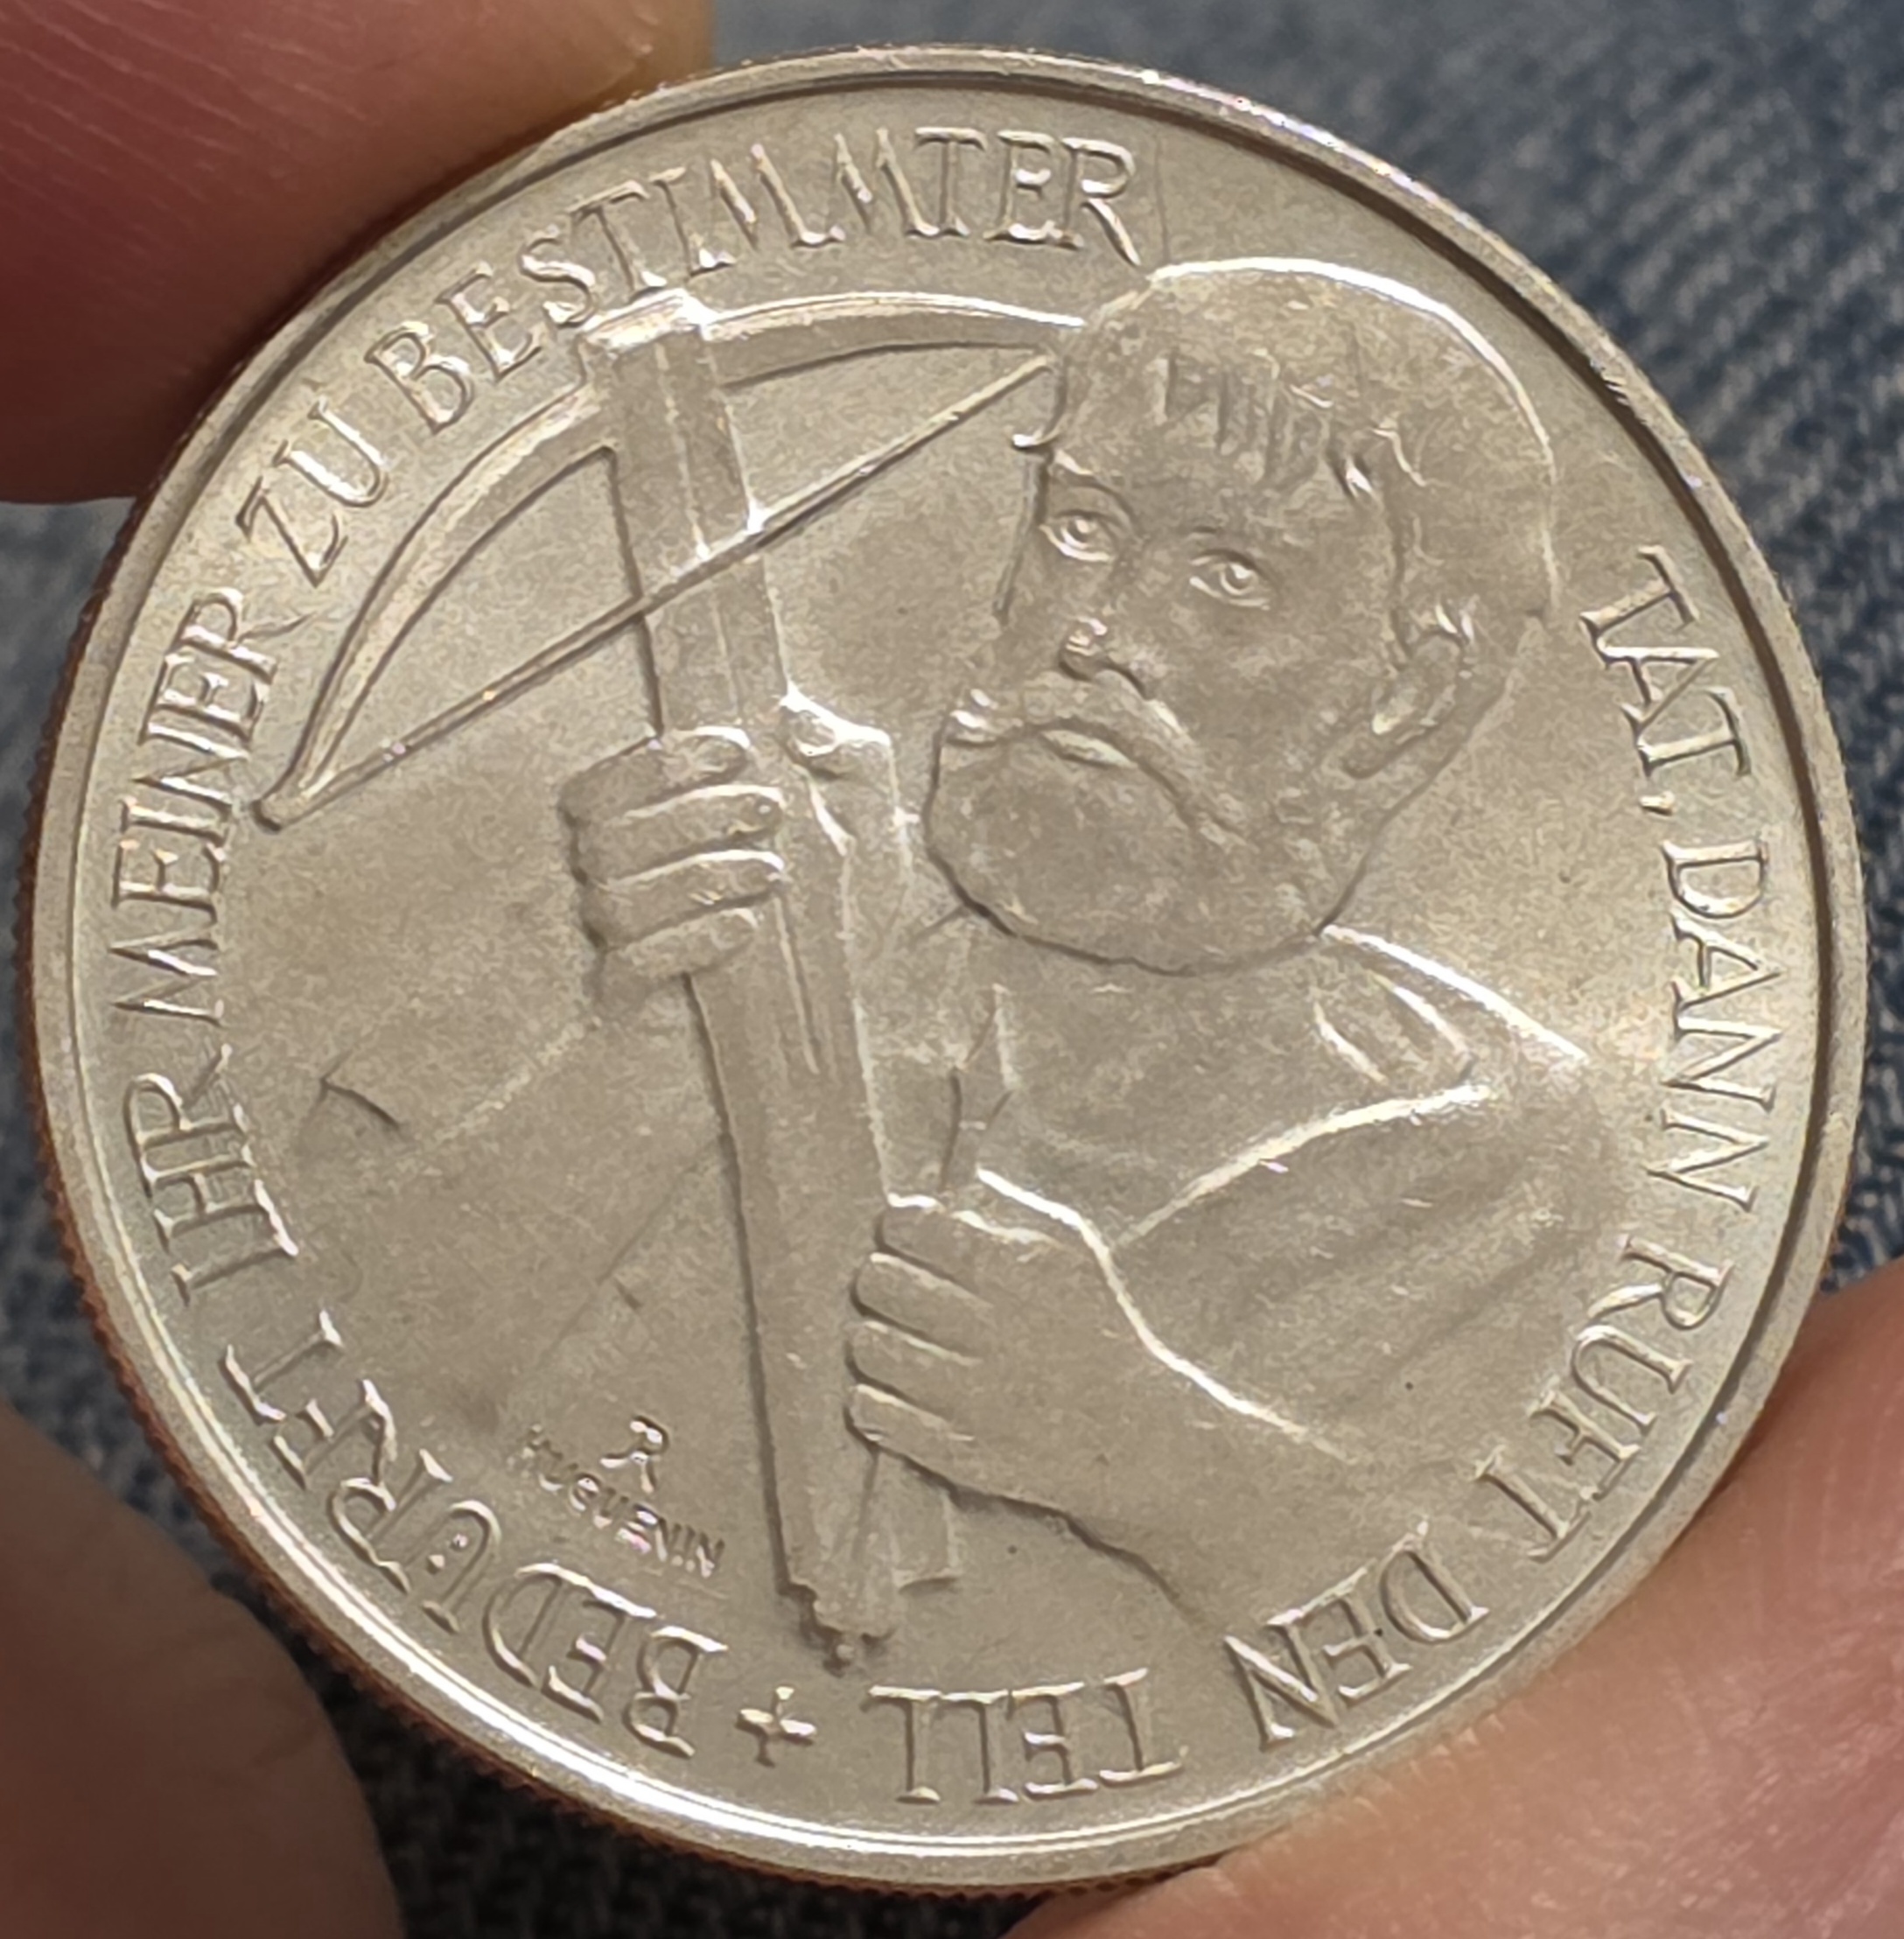 + BEDÜRFT IHR MEINER ZU BESTIMMTER TAT, DANN RUFT DEN TELL
R
HUGUENIN